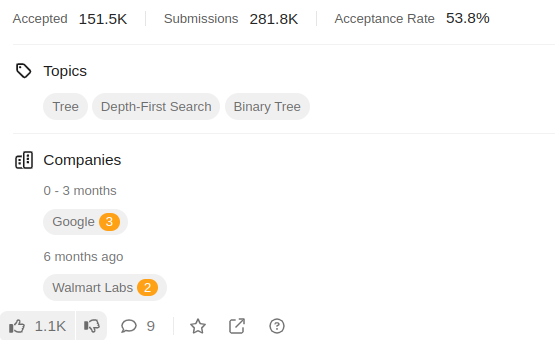 Accepted 151.5K Submissions 281.8K Acceptance Rate 53.8%
Topics
Tree Depth-First Search Binary Tree
Companies
0 - 3 months
Google 3
6 months ago
Walmart Labs 2
1.1K 9